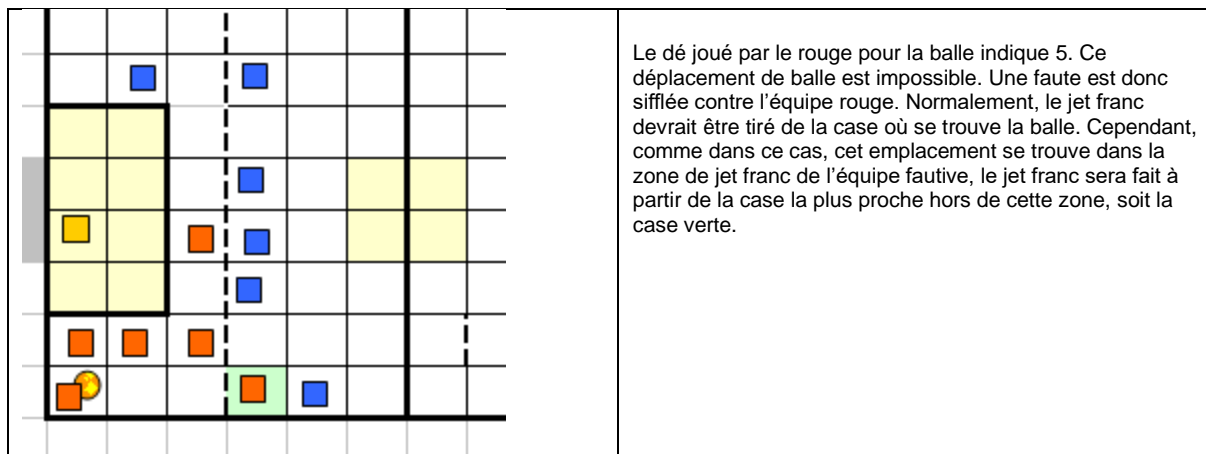 Le dé joué par le rouge pour la balle indique 5. Ce
déplacement de balle est impossible. Une faute est donc
sifflée contre l’équipe rouge. Normalement, le jet franc
devrait être tiré de la case où se trouve la balle. Cependant,
comme dans ce cas, cet emplacement se trouve dans la
zone de jet franc de l’équipe fautive, le jet franc sera fait à
partir de la case la plus proche hors de cette zone, soit la
case verte.